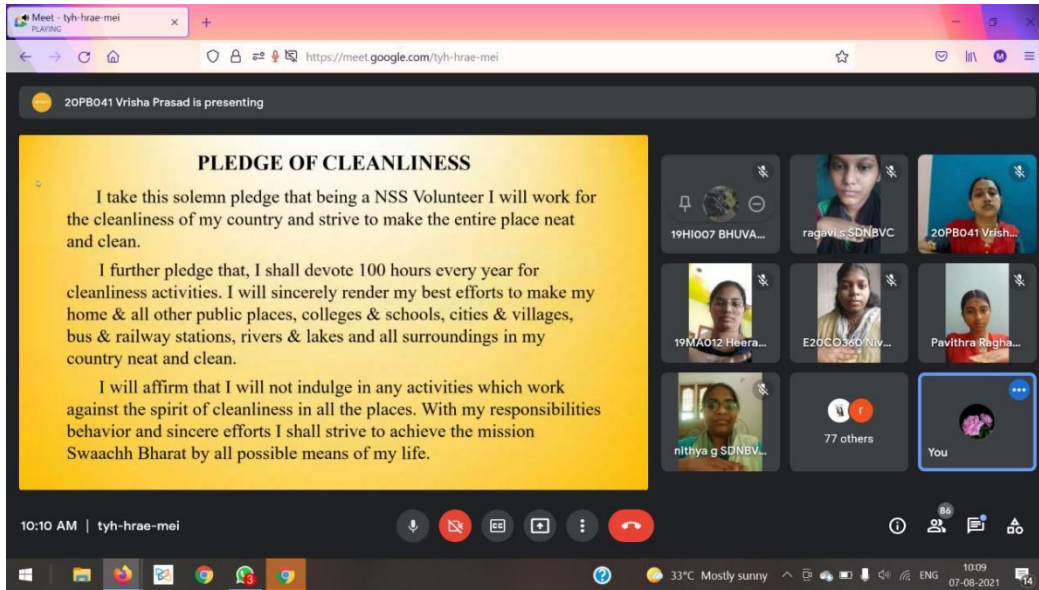 Meet - tyh-hrae-mei
PLAYING
https://meet.google.com/tyh-hrae-mei
20PB041 Vrisha Prasad is presenting
PLEDGE OF CLEANLINESS
I take this solemn pledge that being a NSS Volunteer I will work for
the cleanliness of my country and strive to make the entire place neat
and clean.
I further pledge that, I shall devote 100 hours every year for
cleanliness activities. I will sincerely render my best efforts to make my
home & all other public places, colleges & schools, cities & villages,
bus & railway stations, rivers & lakes and all surroundings in my
country neat and clean.
I will affirm that I will not indulge in any activities which work
against the spirit of cleanliness in all the places. With my responsibilities
behavior and sincere efforts I shall strive to achieve the mission
Swaachh Bharat by all possible means of my life.
19HI007 BHUVA...
ragavi s SDNBVC
20PB041 Vrish...
19MA012 Heera...
E20CO360 Niv...
Pavithra Ragha...
nithya g SDNBV...
r
77 others
You
10:10 AM | tyh-hrae-mei
CC
86
M
3
33°C Mostly sunny
ENG
10:09
07-08-2021
14